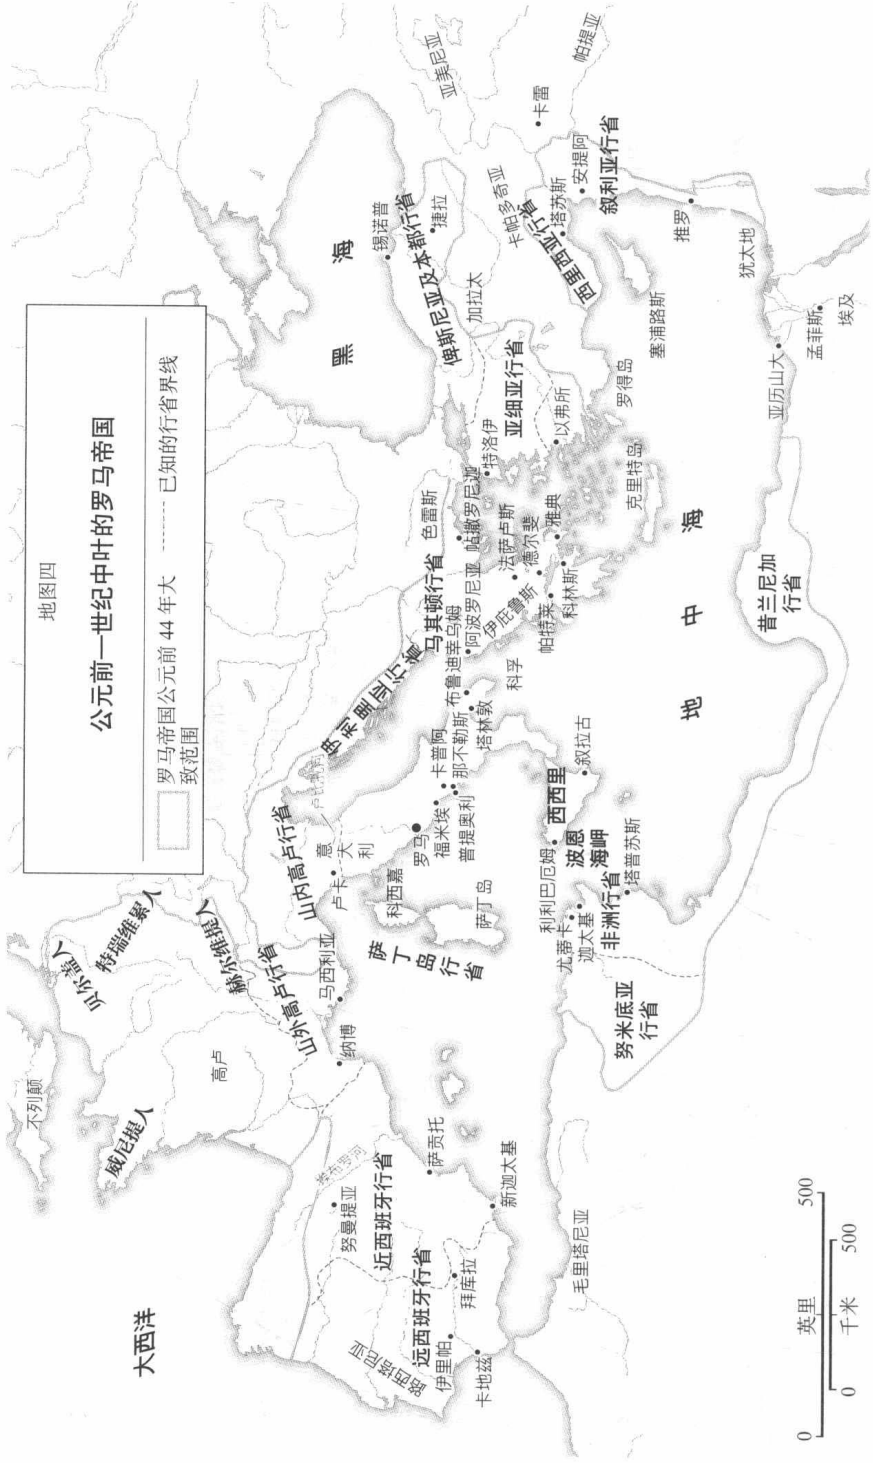 地图四
公元前一世纪中叶的罗马帝国
罗马帝国公元前 44 年大
致范围
已知的行省界线
大西洋
不列颠
威尼提人
贝尔盖人
特瑞维累人
赫尔维提人
高卢
山外高卢行省
山内高卢行省
纳博
马西利亚
卢卡
意
大
利
科西嘉
萨丁岛
萨
丁
岛
行
省
罗马
福米埃
普提奥利
卡普阿
那不勒斯
塔林敦
布鲁迪辛乌姆
伊利里亚行省
马其顿行省
色雷斯
阿波罗尼亚
帖撒罗尼迦
伊庇鲁斯
科孚
法萨卢斯
德尔斐
帕特莱
科林斯
雅典
特洛伊
亚细亚行省
以弗所
黑
海
锡诺普
俾斯尼亚及本都行省
捷拉
加拉太
亚美尼亚
帕提亚
卡帕多奇亚
卡雷
西里西亚行省
塔苏斯
安提阿
叙利亚行省
塞浦路斯
罗得岛
克里特岛
推罗
犹太地
亚历山大
孟菲斯
埃及
地
中
海
昔兰尼加
行省
西西里
叙拉古
利利巴厄姆
波恩
海岬
尤蒂卡
迦太基
非洲行省
塔普苏斯
努米底亚
行省
毛里塔尼亚
努曼提亚
近西班牙行省
萨贡托
新迦太基
远西班牙行省
拜库拉
伊里帕
卡地兹
路西塔尼亚
0
英里
500
0
千米
500